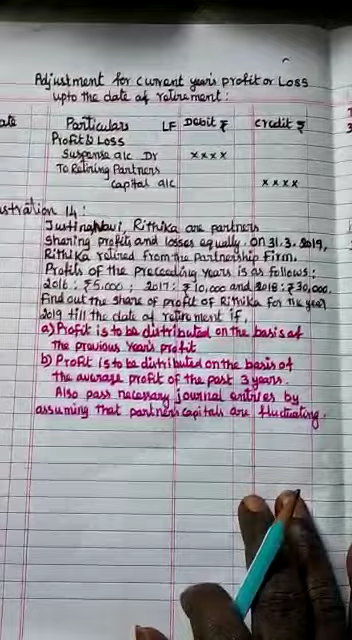 Adjustment for current year's profit or Loss
upto the date of retirement:
ate Particulars LF Debit ₹ Credit ₹
Profit & Loss
Suspense a/c Dr xxxx
To Retiring Partners
Capital a/c xxxx
stration 14:
Rithika are partners
sharing profit and losses equally. On 31.3.2019,
Rithika retired from the partnership firm.
Profits of the preceeding years is as follows:
2016: ₹5,000; 2017: ₹10,000 and 2018: ₹30,000.
Find out the share of profit of Rithika for the year
2019 till the date of retirement if,
a) Profit is to be distributed on the basis of
the previous year's profit
b) Profit is to be distributed on the basis of
the average profit of the past 3 years.
Also pass necessary journal entries by
assuming that partners capitals are fluctuating.